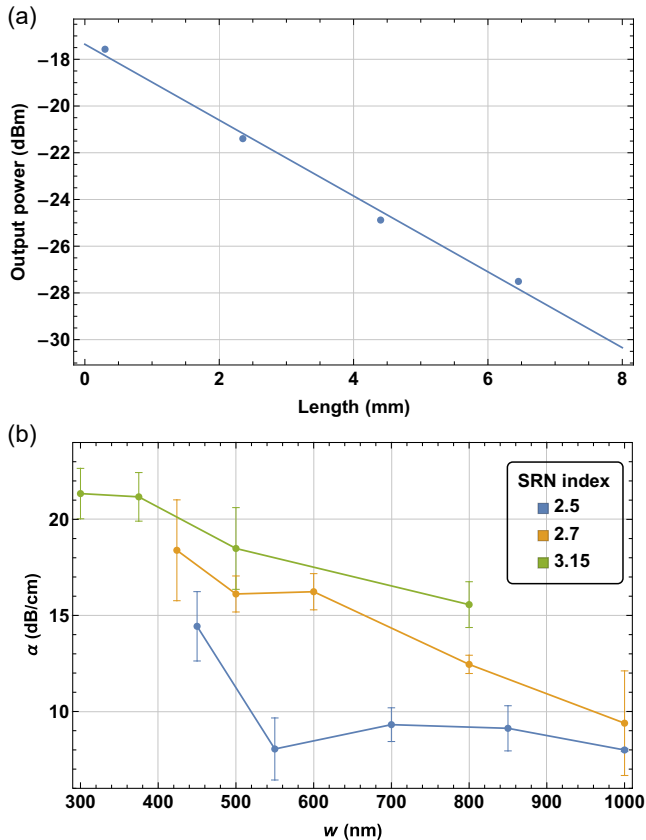 (a)
−18
−20
−22
−24
−26
−28
−30
Output power (dBm)
0 2 4 6 8
Length (mm)
(b)
20
15
10
α (dB/cm)
SRN index
2.5
2.7
3.15
300 400 500 600 700 800 900 1000
w (nm)